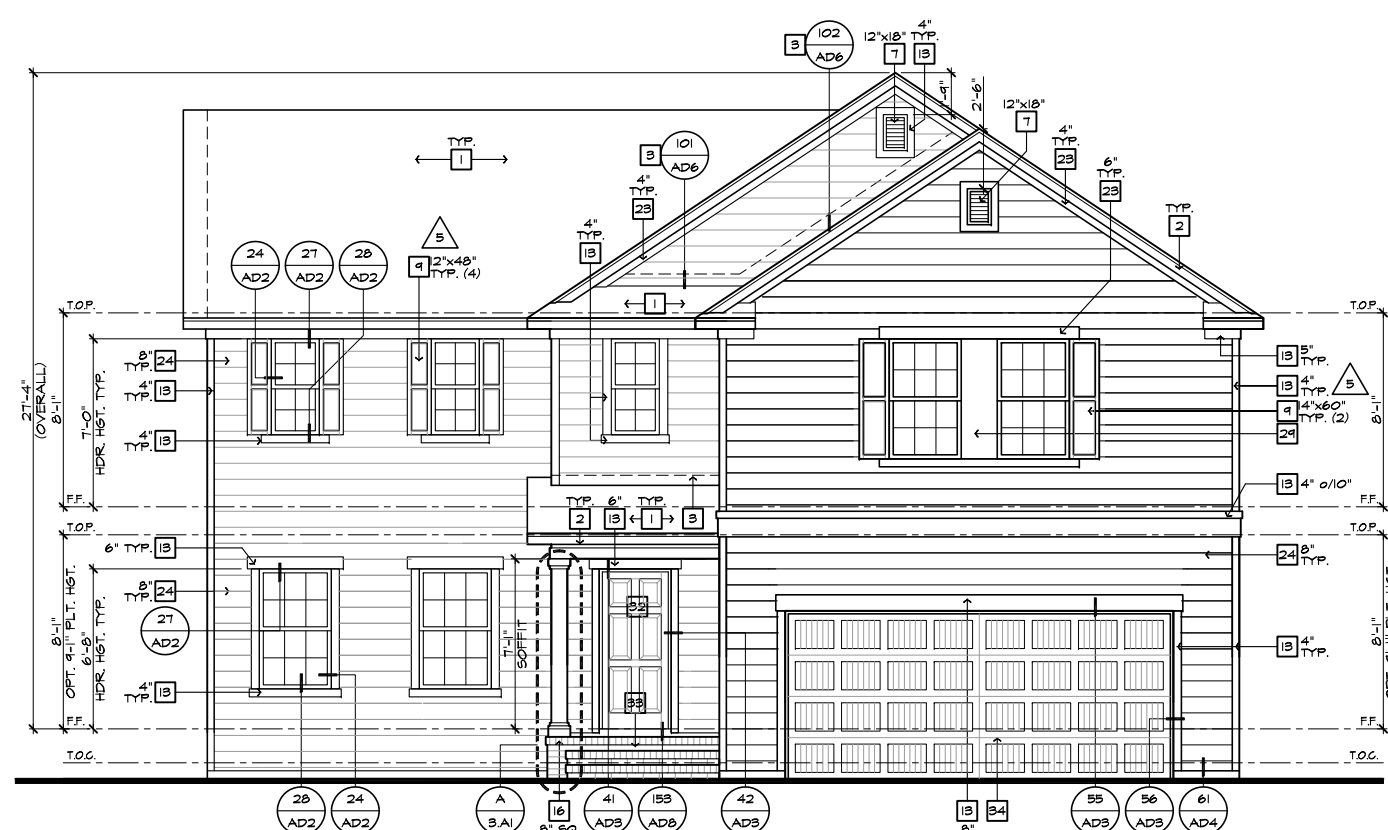 102
AD6
3
12"x18"
7
4"
TYP.
13
1'-9"
2'-6"
12"x18"
7
4"
TYP.
23
6"
TYP.
23
TYP.
2
TYP.
1
101
AD6
3
4"
TYP.
23
4"
TYP.
13
5
9
12"x48"
TYP. (4)
24
AD2
27
AD2
28
AD2
1
T.O.P.
T.O.P.
27'-4"
(OVERALL)
8'-1"
7'-0"
HDR. HGT. TYP.
8"
TYP.
24
4"
TYP.
13
4"
TYP.
13
13
5"
TYP.
13
4"
TYP.
5
9
14"x60"
TYP. (2)
29
8'-1"
13
4" o/10"
F.F.
F.F.
T.O.P.
T.O.P.
TYP.
2
6"
13
TYP.
1
3
6" TYP.
13
8"
TYP.
24
27
AD2
4"
TYP.
13
8'-1"
OPT. 9'-1" PLT. HGT.
6'-8"
HDR. HGT. TYP.
7'-1"
SOFFIT
32
33
24
8"
TYP.
13
4"
TYP.
8'-1"
F.F.
F.F.
T.O.C.
T.O.C.
28
AD2
24
AD2
A
3.A1
16
8" SQ.
41
AD3
153
AD8
42
AD3
13
8"
34
55
AD3
56
AD3
61
AD4